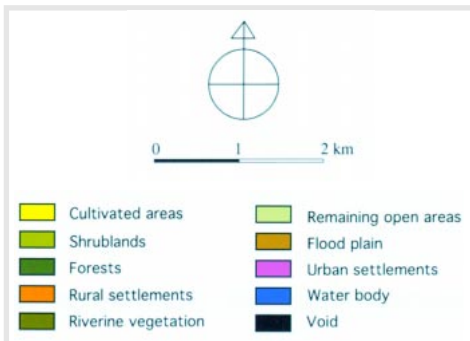 0 1 2 km
Cultivated areas
Shrublands
Forests
Rural settlements
Riverine vegetation
Remaining open areas
Flood plain
Urban settlements
Water body
Void